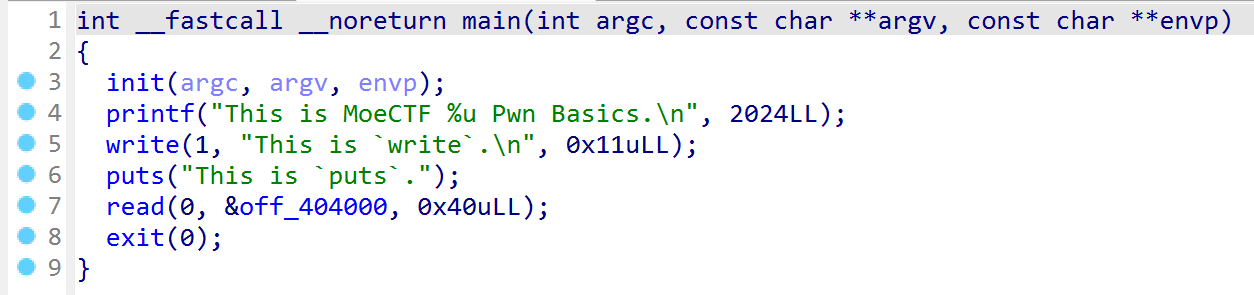 1 int __fastcall __noreturn main(int argc, const char **argv, const char **envp)
2 {
3   init(argc, argv, envp);
4   printf("This is MoeCTF %u Pwn Basics.\n", 2024LL);
5   write(1, "This is `write`.\n", 0x11uLL);
6   puts("This is `puts`.");
7   read(0, &off_404000, 0x40uLL);
8   exit(0);
9 }